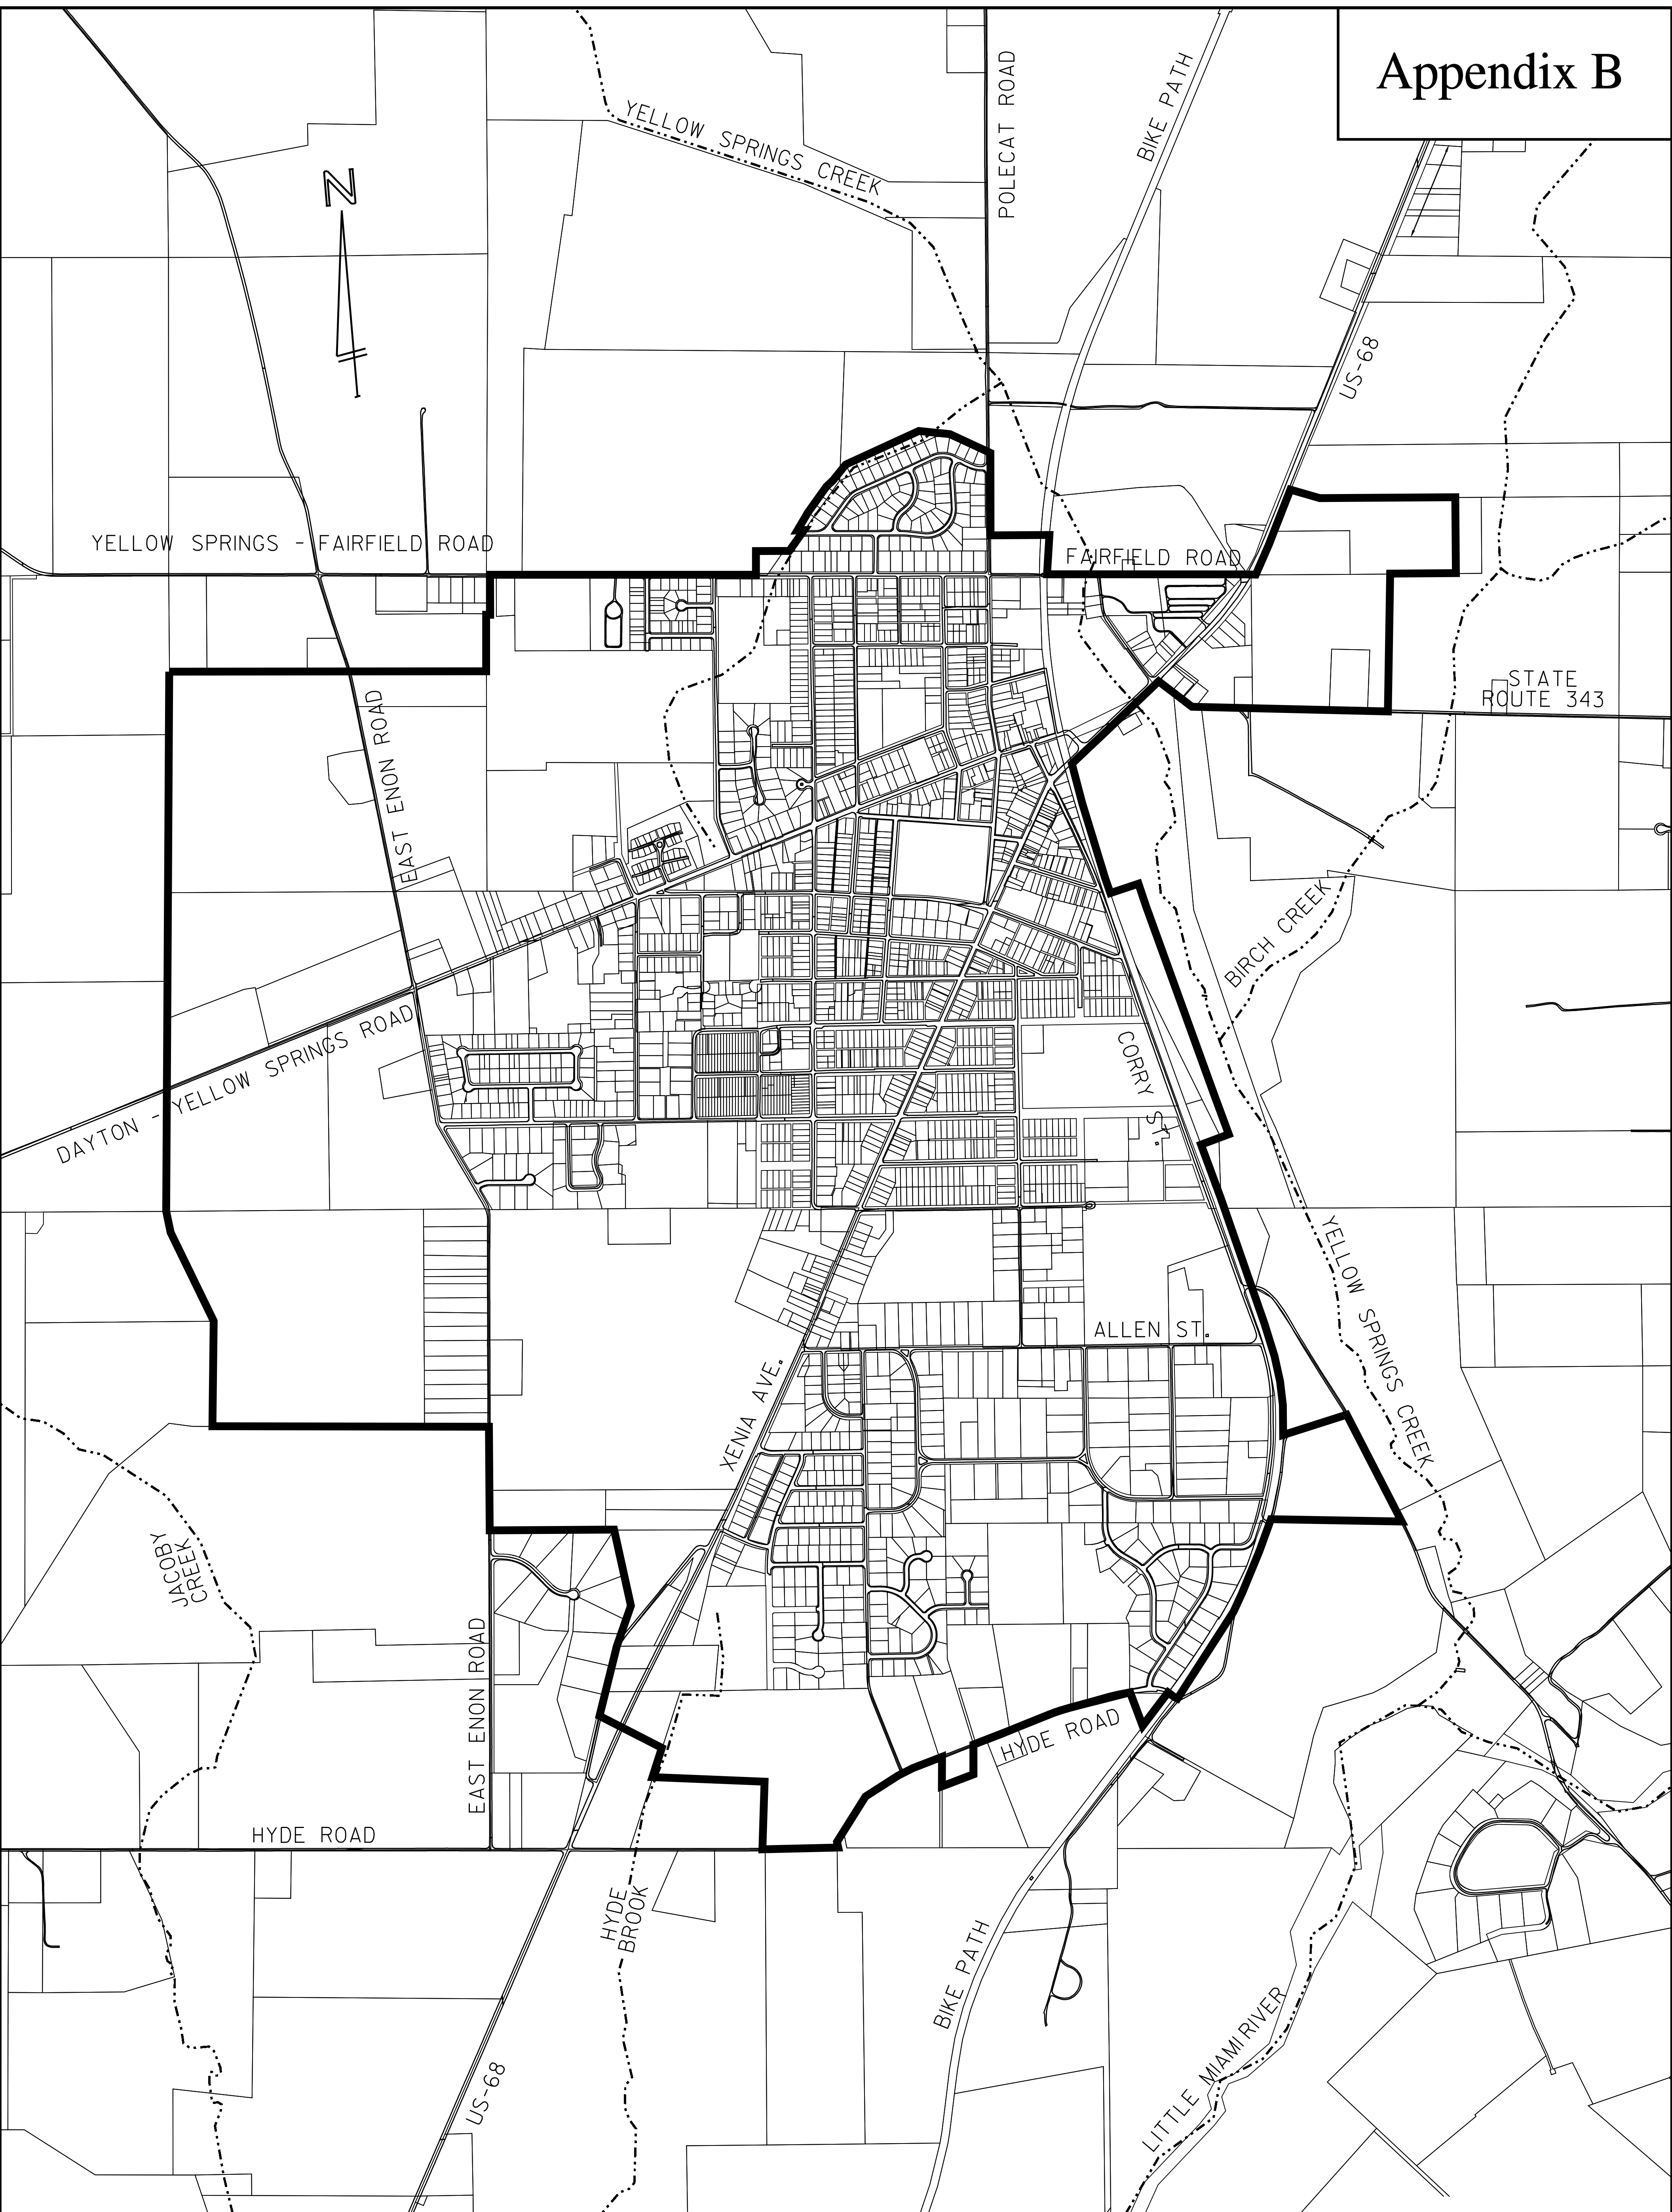 Appendix B
POLECAT ROAD
BIKE PATH
YELLOW SPRINGS CREEK
N
US-68
YELLOW SPRINGS - FAIRFIELD ROAD
FAIRFIELD ROAD
STATE
ROUTE 343
EAST ENON ROAD
BIRCH CREEK
DAYTON - YELLOW SPRINGS ROAD
CORRY ST.
YELLOW SPRINGS CREEK
ALLEN ST.
XENIA AVE.
JACOBY
CREEK
EAST ENON ROAD
HYDE ROAD
HYDE ROAD
HYDE
BROOK
BIKE PATH
LITTLE MIAMI RIVER
US-68